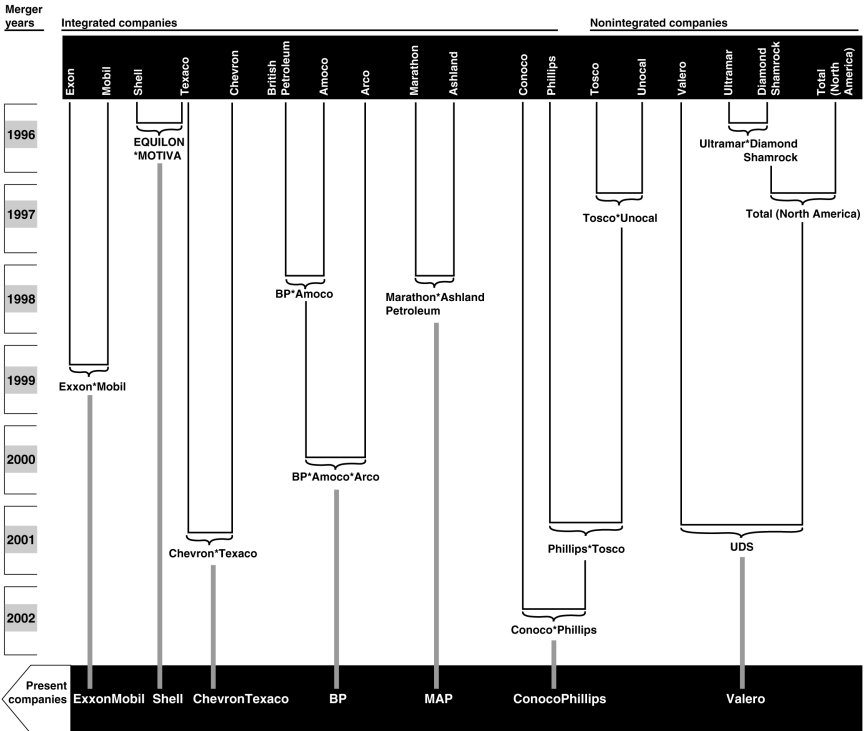 Merger
years
Integrated companies
Nonintegrated companies
Exon
Mobil
Shell
Texaco
Chevron
British
Petroleum
Amoco
Arco
Marathon
Ashland
Conoco
Phillips
Tosco
Unocal
Valero
Ultramar
Diamond
Shamrock
Total
(North
America)
1996
EQUILON
*MOTIVA
Ultramar*Diamond
Shamrock
1997
Tosco*Unocal
Total (North America)
1998
BP*Amoco
Marathon*Ashland
Petroleum
1999
Exxon*Mobil
2000
BP*Amoco*Arco
2001
Chevron*Texaco
Phillips*Tosco
UDS
2002
Conoco*Phillips
Present
companies
ExxonMobil
Shell
ChevronTexaco
BP
MAP
ConocoPhillips
Valero